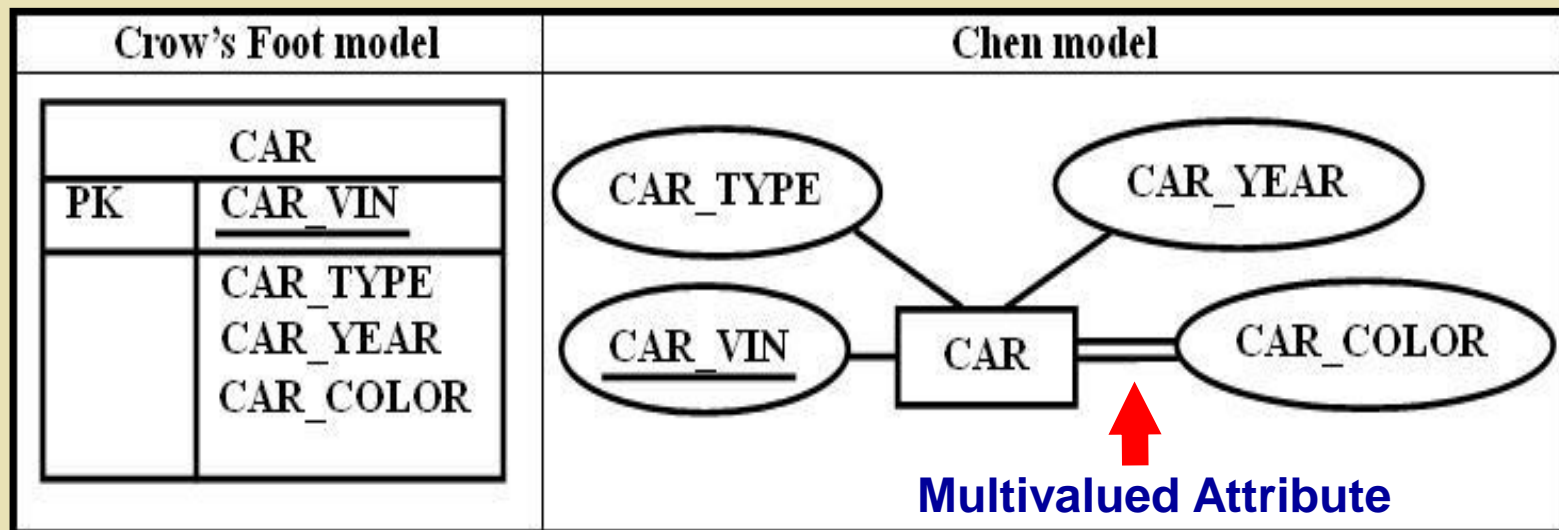 Crow's Foot model
Chen model
CAR
PK CAR_VIN
CAR_TYPE
CAR_YEAR
CAR_COLOR
CAR_TYPE
CAR_YEAR
CAR_VIN
CAR
CAR_COLOR
Multivalued Attribute